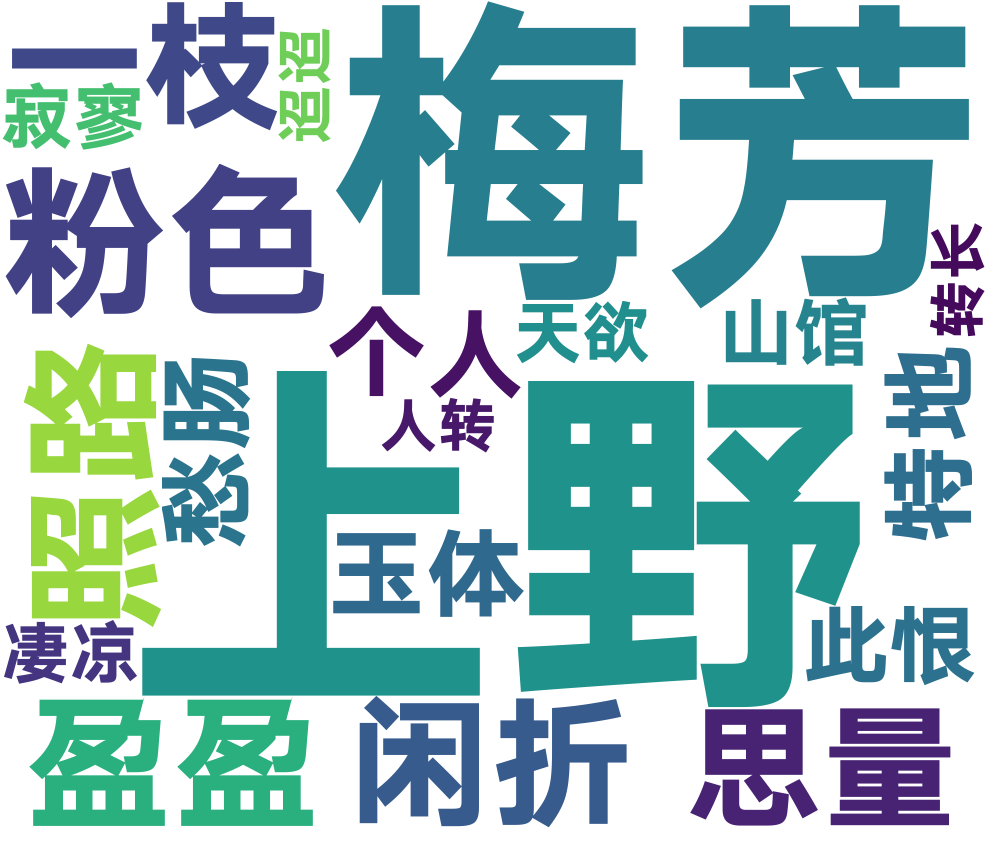 一枝
迢迢
梅芳
寂寥
粉色
转长
个人
天欲
山馆
人转
照路
愁肠
上野
特地
玉体
凄凉
此恨
盈盈
闲折
思量